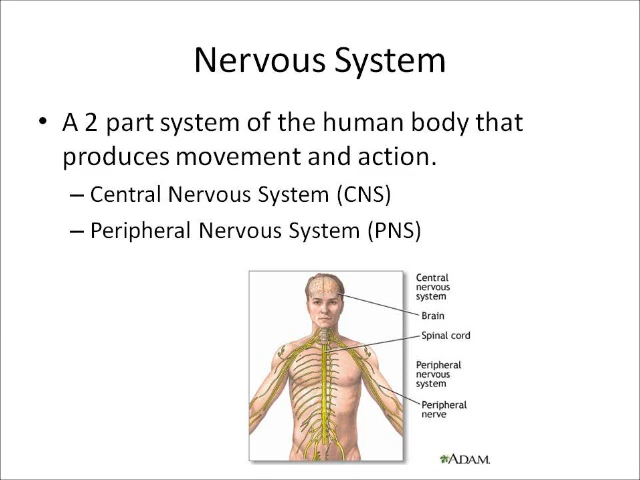 Nervous System
• A 2 part system of the human body that
produces movement and action.
– Central Nervous System (CNS)
– Peripheral Nervous System (PNS)
Central
nervous
system
Brain
Spinal cord
Peripheral
nervous
system
Peripheral
nerve
ADAM.